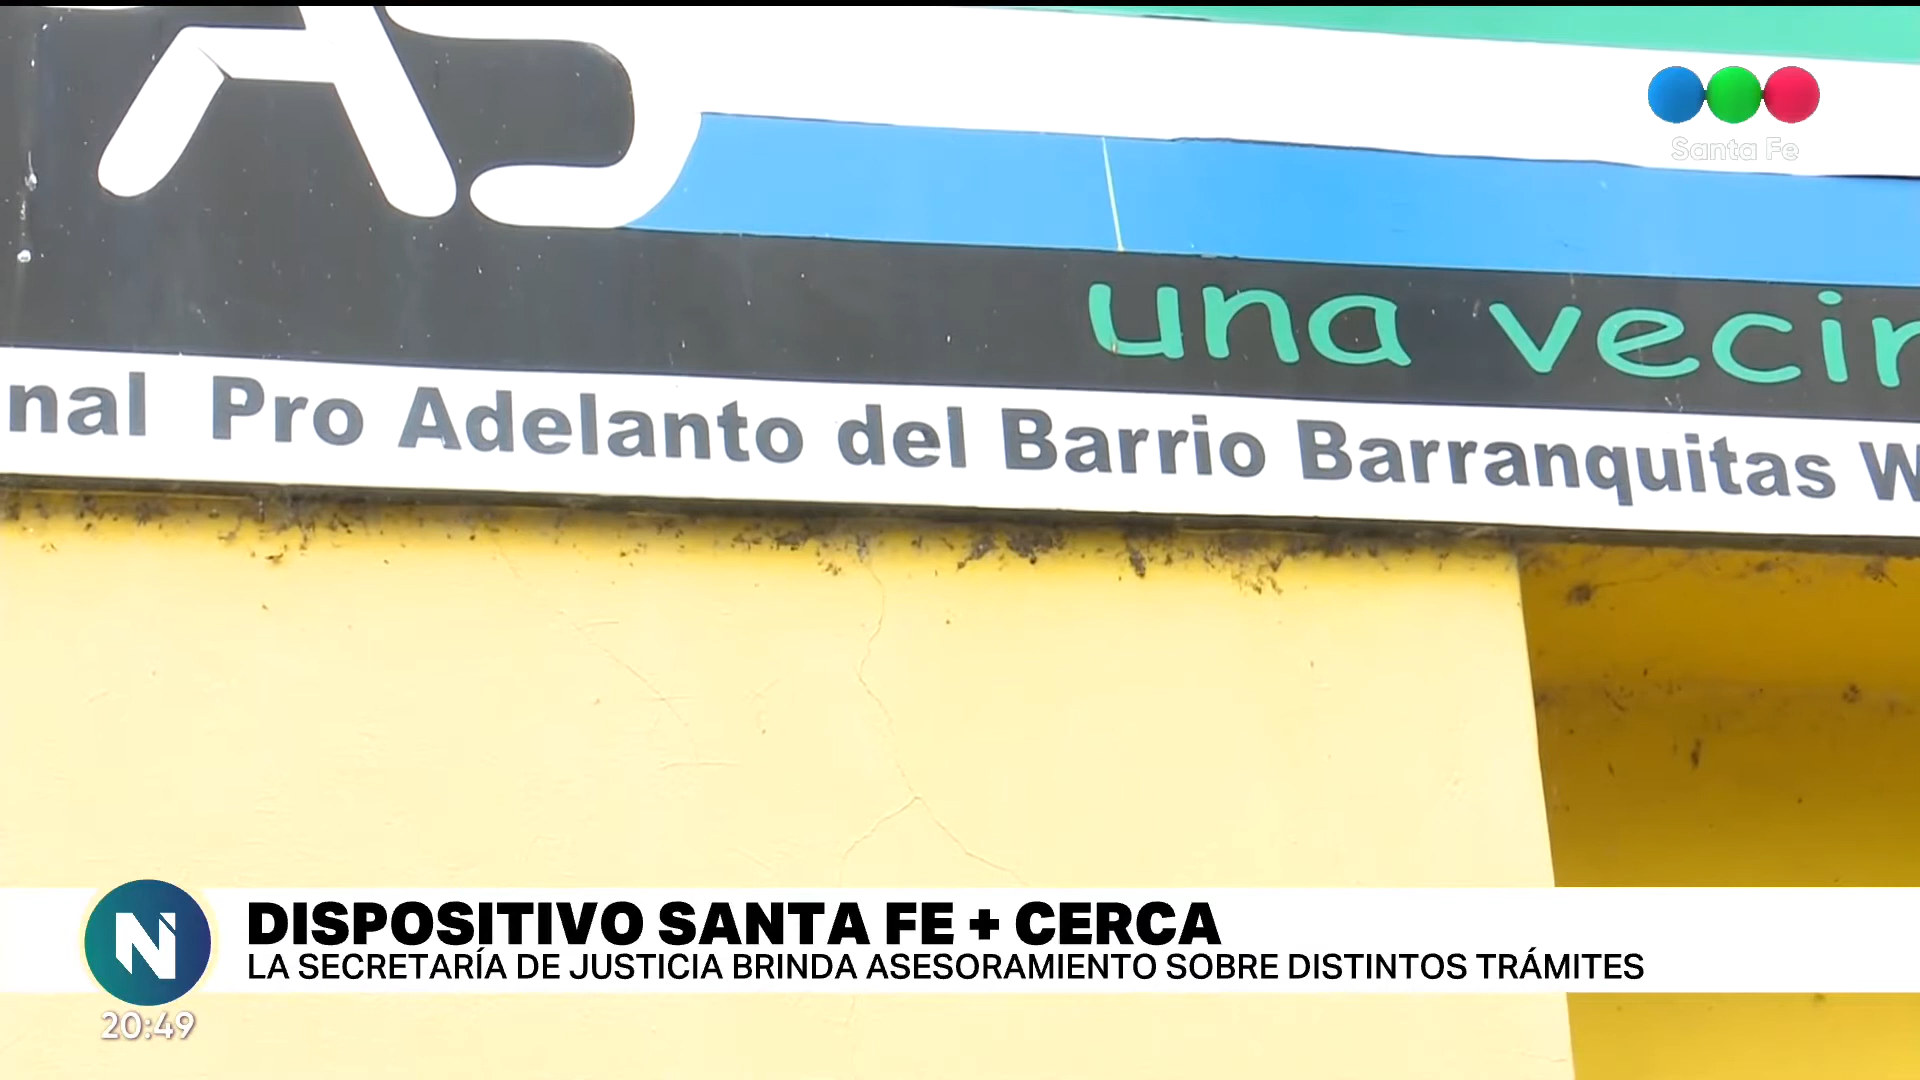 AS
Santa Fe
una vecin
nal Pro Adelanto del Barrio Barranquitas W
N
DISPOSITIVO SANTA FE + CERCA
LA SECRETARÍA DE JUSTICIA BRINDA ASESORAMIENTO SOBRE DISTINTOS TRÁMITES
20:49